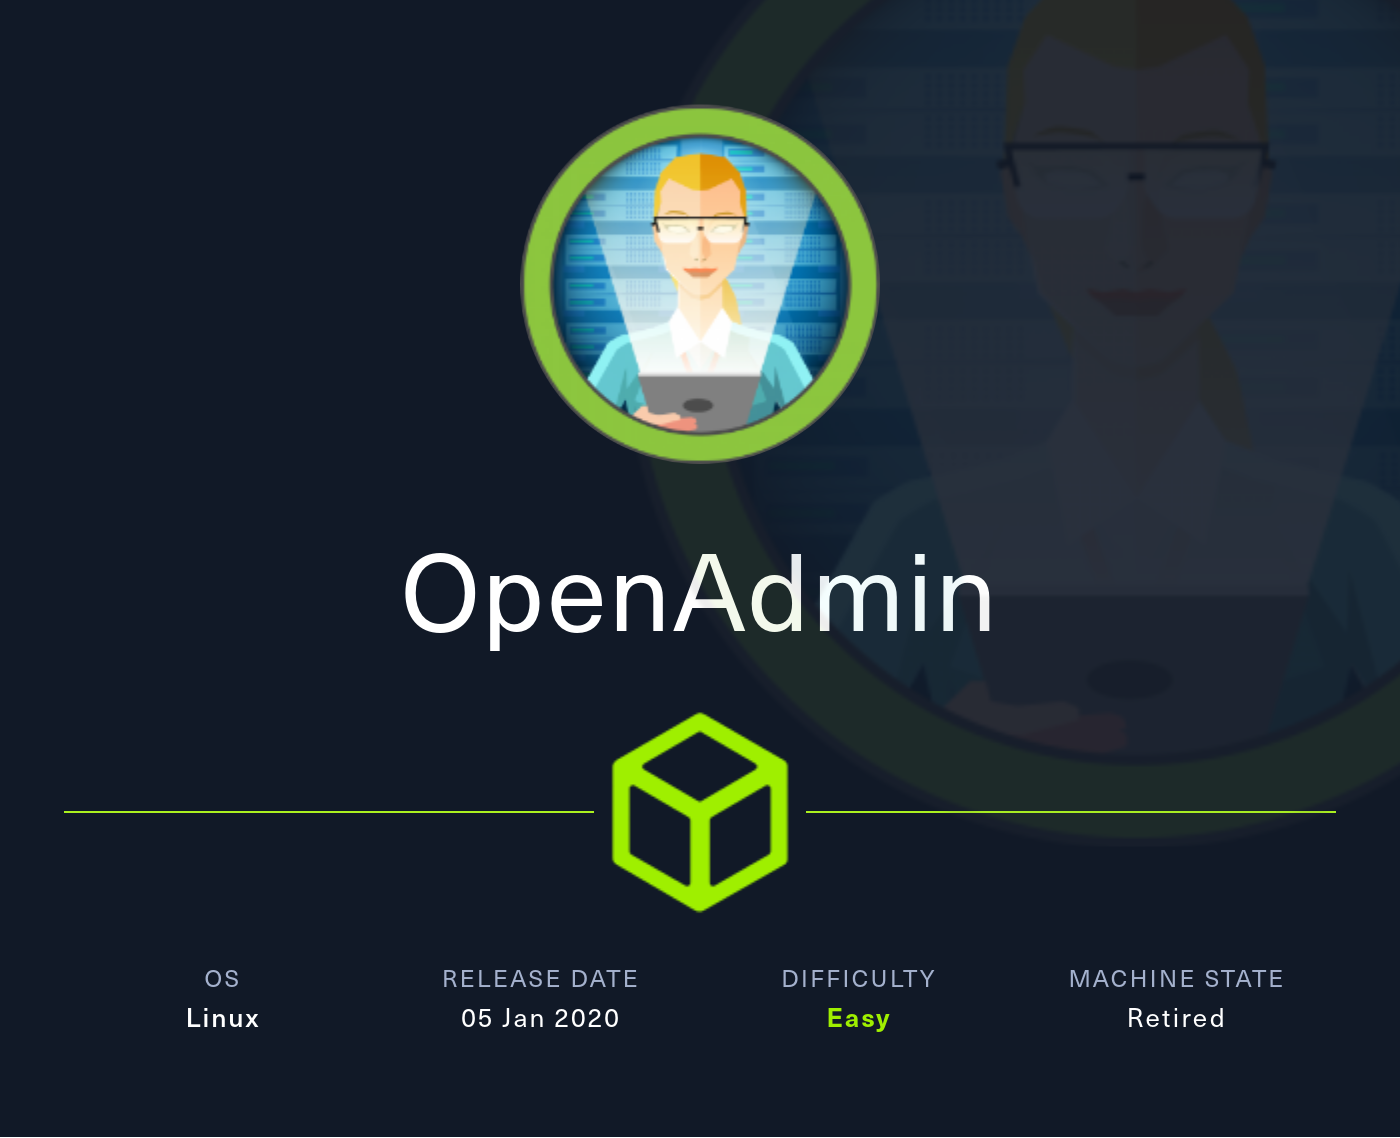 OpenAdmin
OS
Linux
RELEASE DATE
05 Jan 2020
DIFFICULTY
Easy
MACHINE STATE
Retired